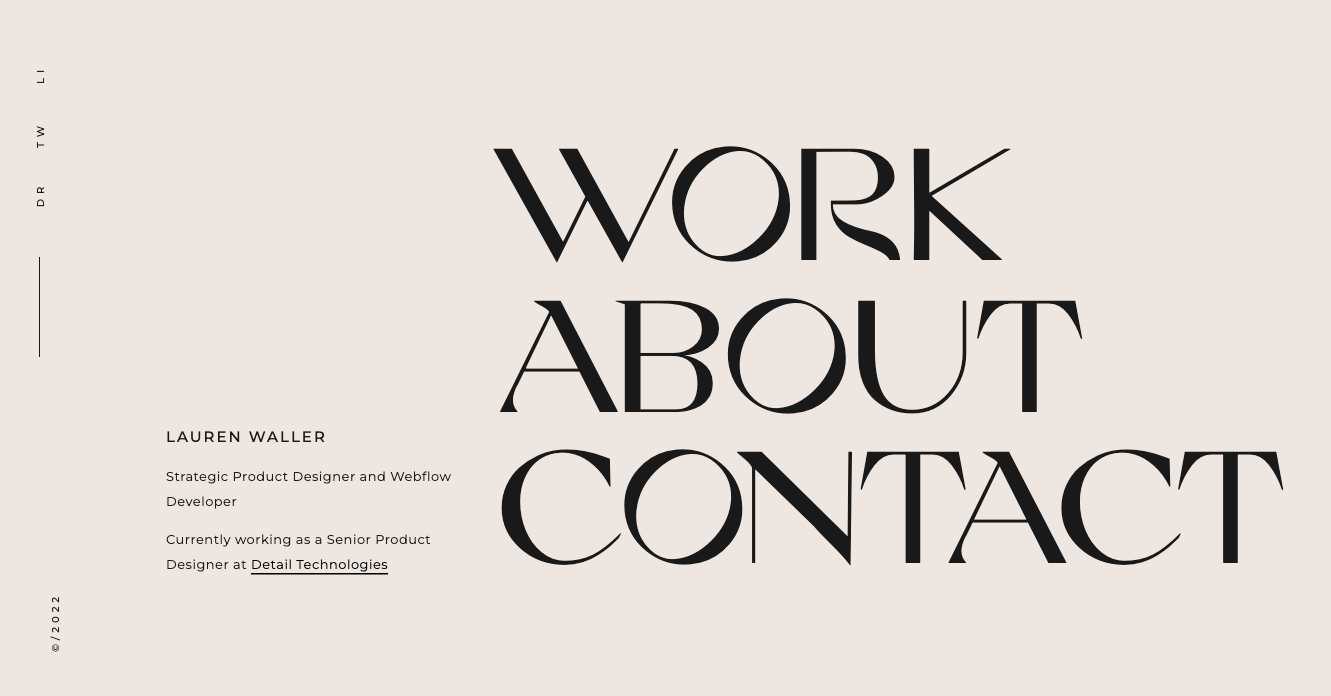 LI
TW
DR
WORK
ABOUT
CONTACT
LAUREN WALLER
Strategic Product Designer and Webflow
Developer
Currently working as a Senior Product
Designer at Detail Technologies
©/2022